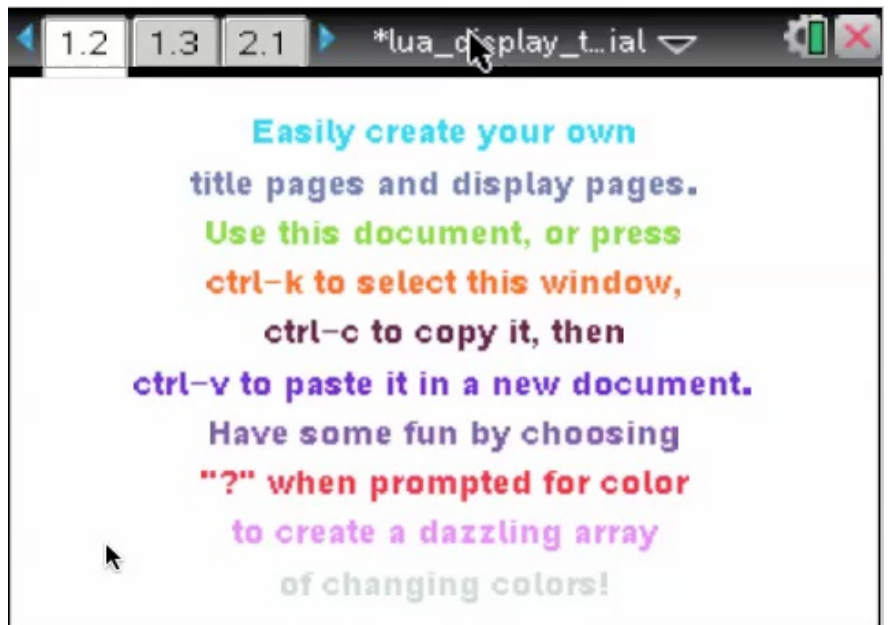 1.2 1.3 2.1 *lua_display_t...ial
Easily create your own
title pages and display pages.
Use this document, or press
ctrl-k to select this window,
ctrl-c to copy it, then
ctrl-v to paste it in a new document.
Have some fun by choosing
"?" when prompted for color
to create a dazzling array
of changing colors!